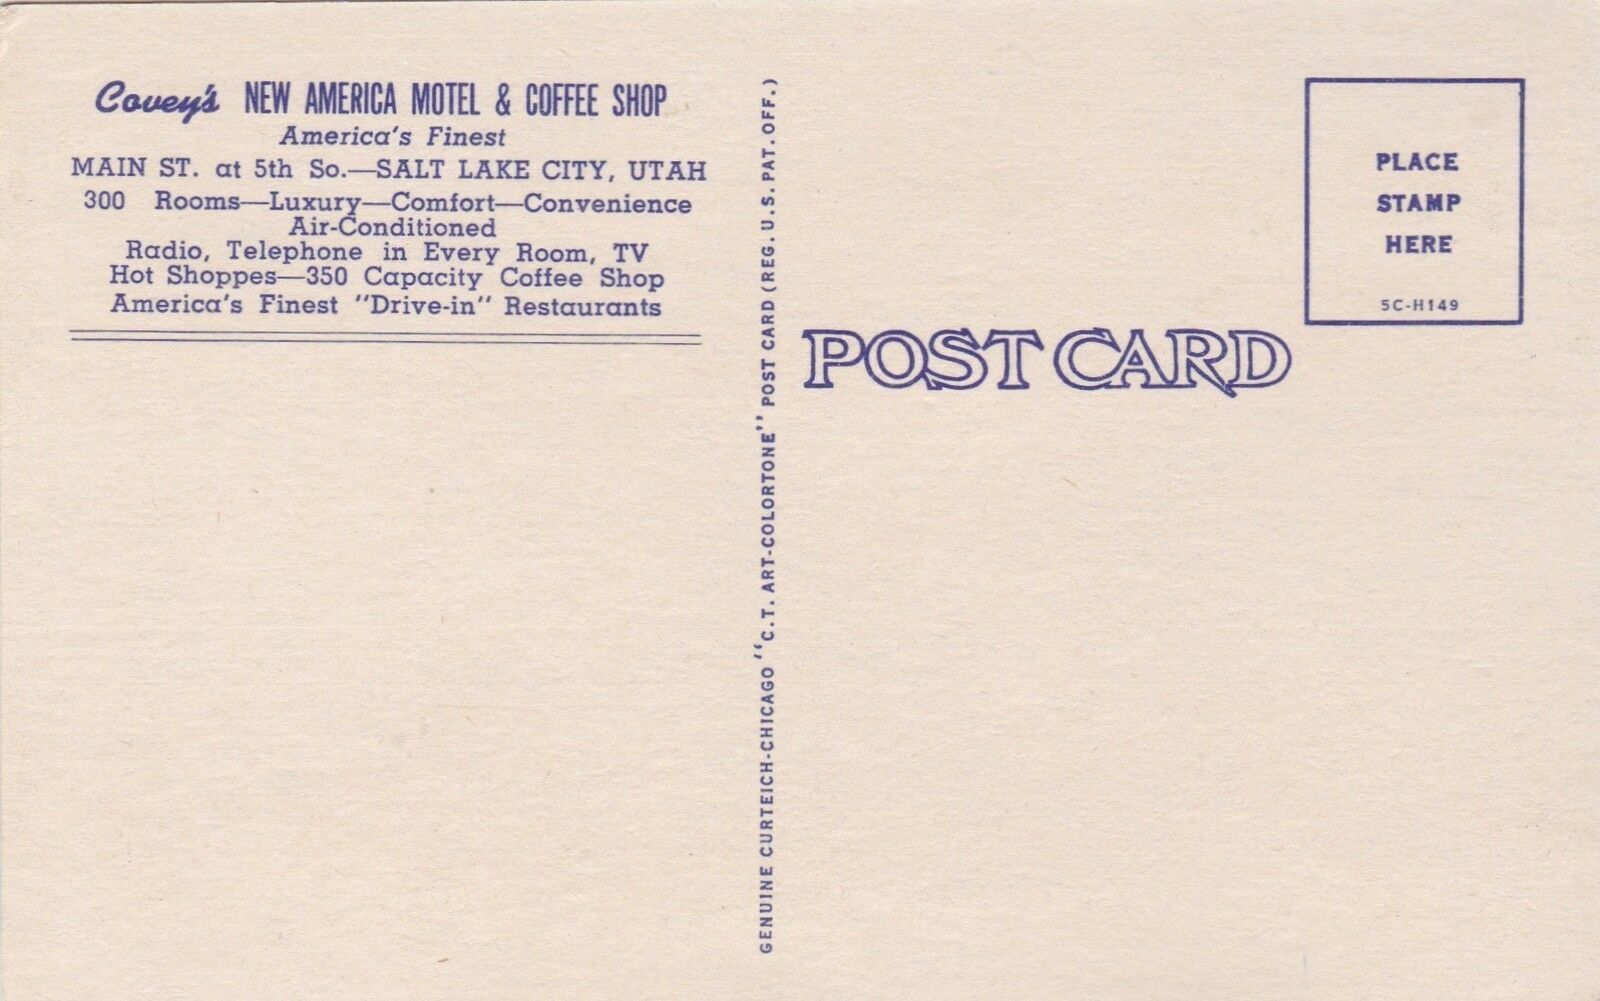 Covey's NEW AMERICA MOTEL & COFFEE SHOP
America's Finest
MAIN ST. at 5th So.—SALT LAKE CITY, UTAH
300 Rooms—Luxury—Comfort—Convenience
Air-Conditioned
Radio, Telephone in Every Room, TV
Hot Shoppes—350 Capacity Coffee Shop
America's Finest "Drive-in" Restaurants
GENUINE CURTEICH-CHICAGO "C.T. ART-COLORTONE" POST CARD (REG. U.S. PAT. OFF.)
POST CARD
PLACE
STAMP
HERE
5C-H149